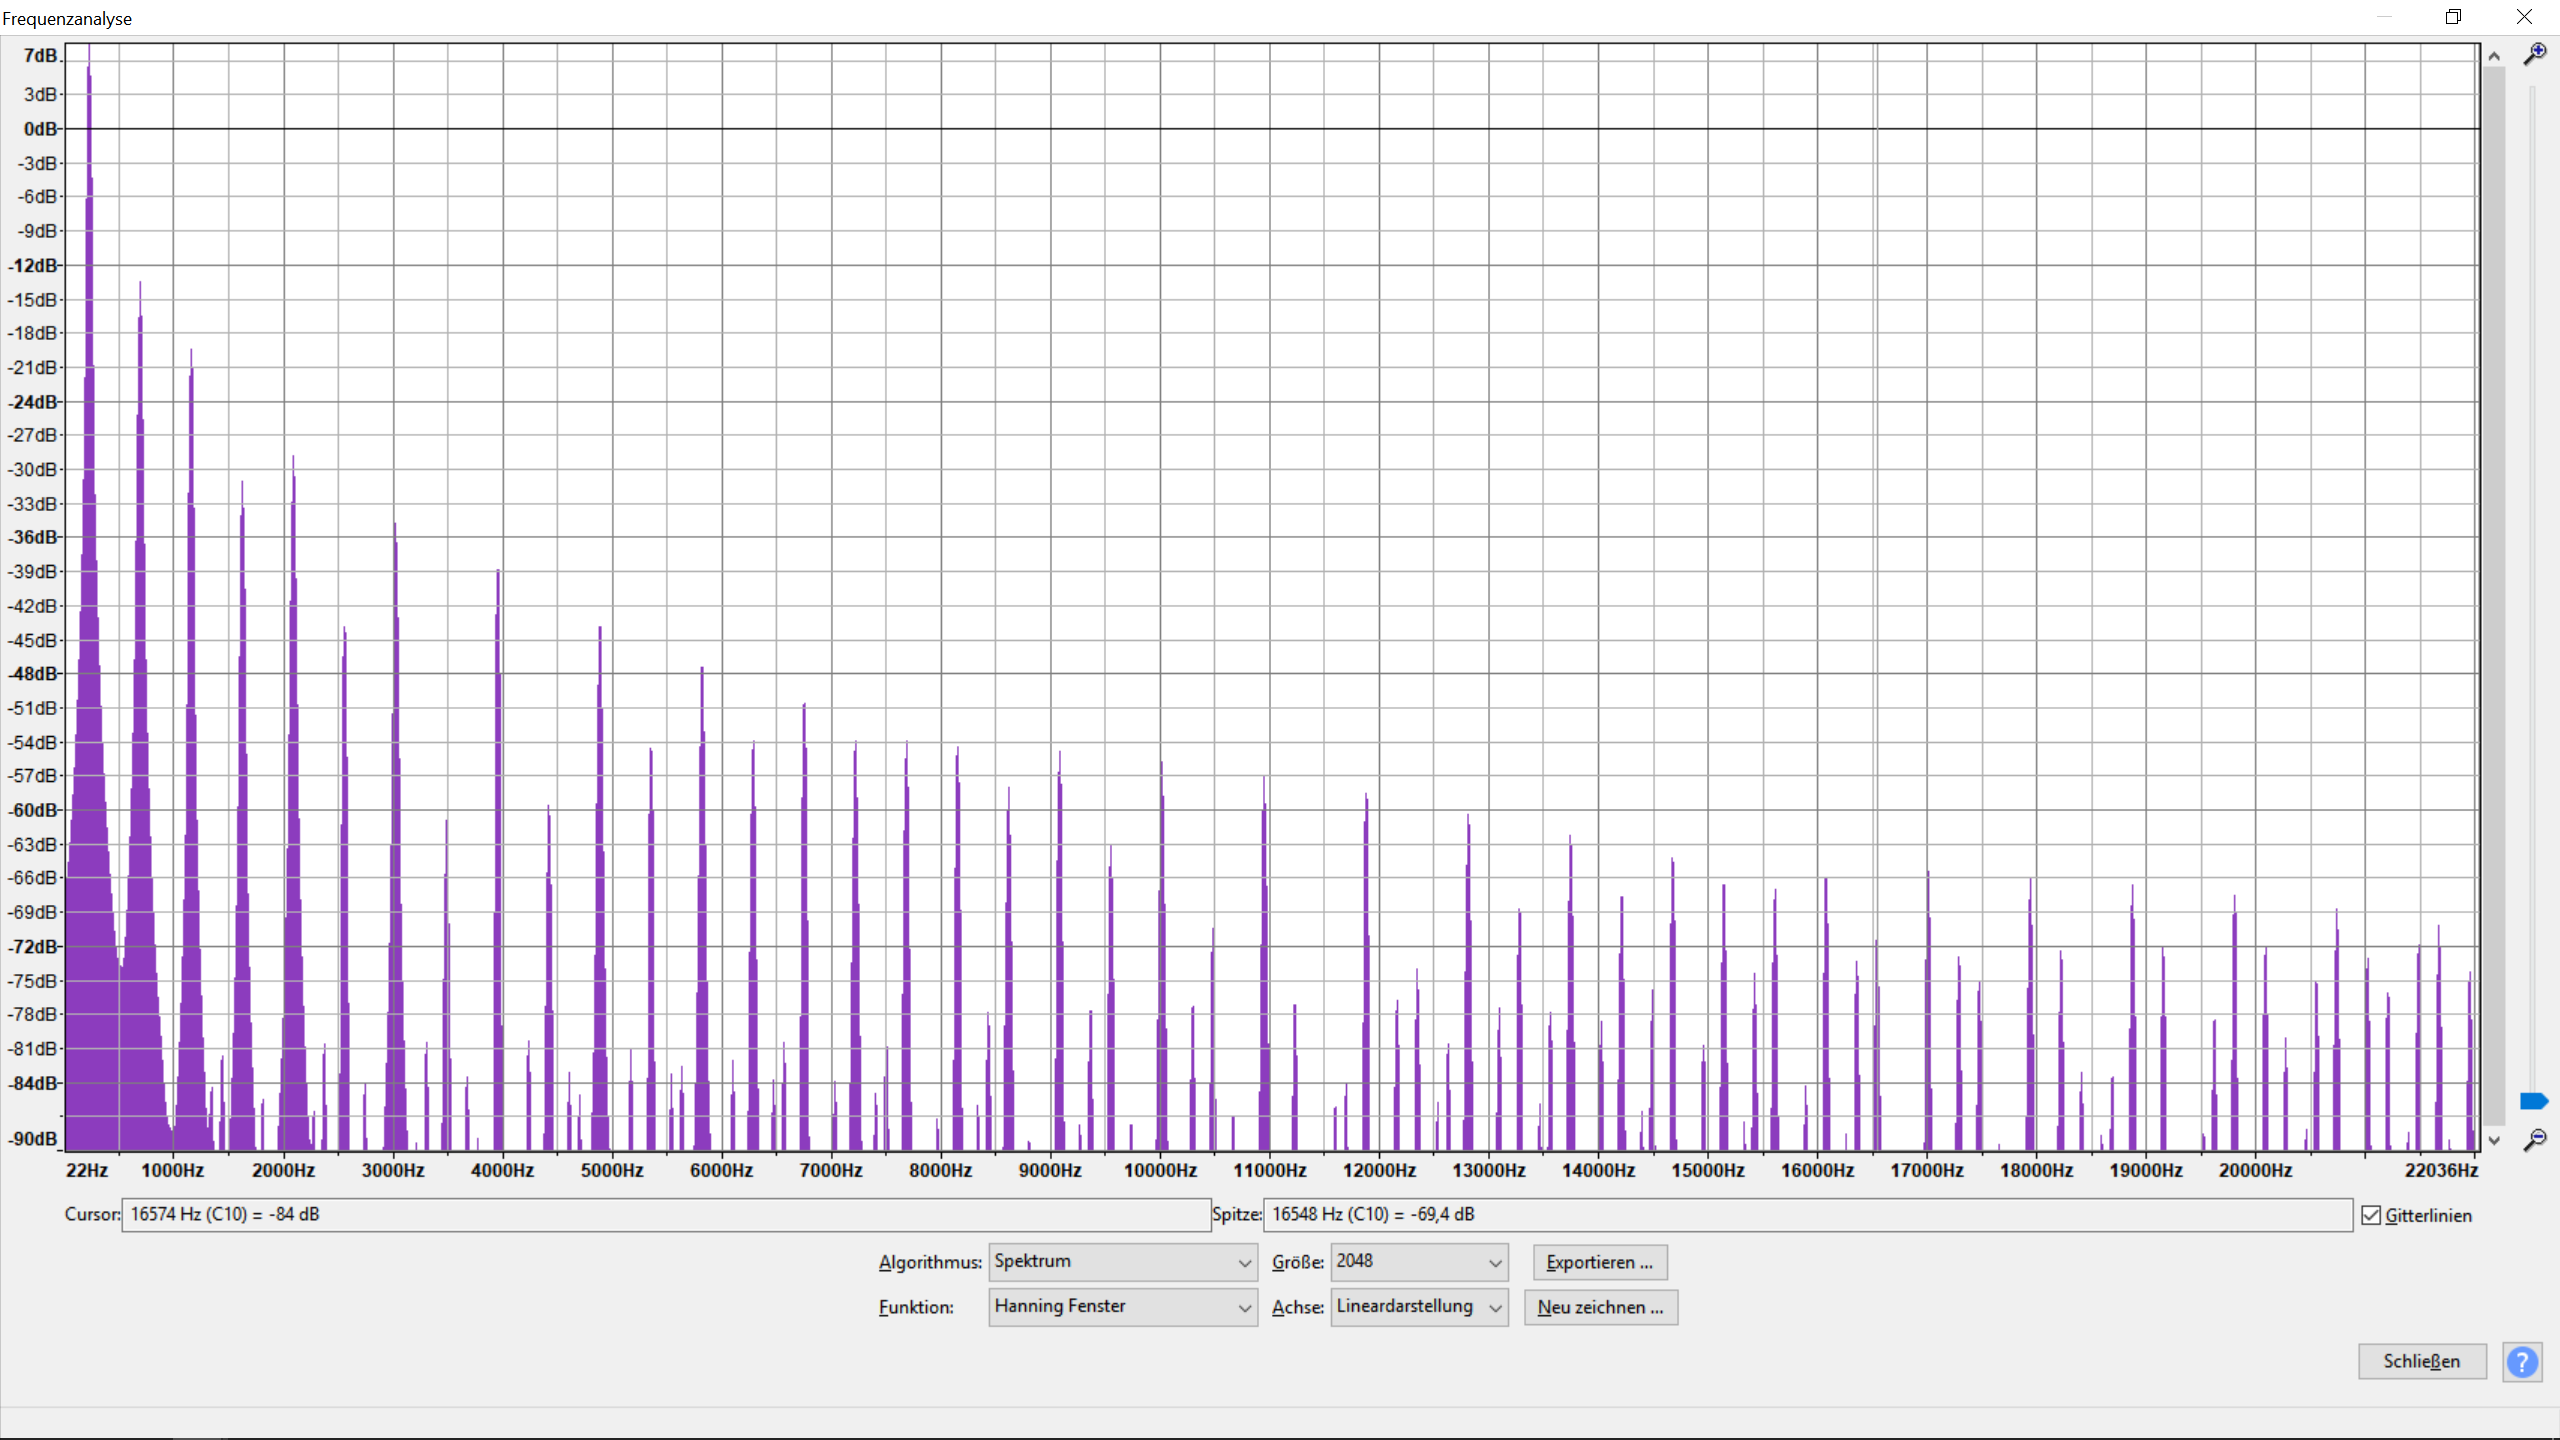 Frequenzanalyse
7dB
3dB
0dB
-3dB
-6dB
-9dB
-12dB
-15dB
-18dB
-21dB
-24dB
-27dB
-30dB
-33dB
-36dB
-39dB
-42dB
-45dB
-48dB
-51dB
-54dB
-57dB
-60dB
-63dB
-66dB
-69dB
-72dB
-75dB
-78dB
-81dB
-84dB
-90dB
22Hz 1000Hz 2000Hz 3000Hz 4000Hz 5000Hz 6000Hz 7000Hz 8000Hz 9000Hz 10000Hz 11000Hz 12000Hz 13000Hz 14000Hz 15000Hz 16000Hz 17000Hz 18000Hz 19000Hz 20000Hz 22036Hz
Cursor: 16574 Hz (C10) = -84 dB Spitze: 16548 Hz (C10) = -69,4 dB Gitterlinien
Algorithmus: Spektrum Größe: 2048 Exportieren ...
Funktion: Hanning Fenster Achse: Lineardarstellung Neu zeichnen ...
Schließen ?